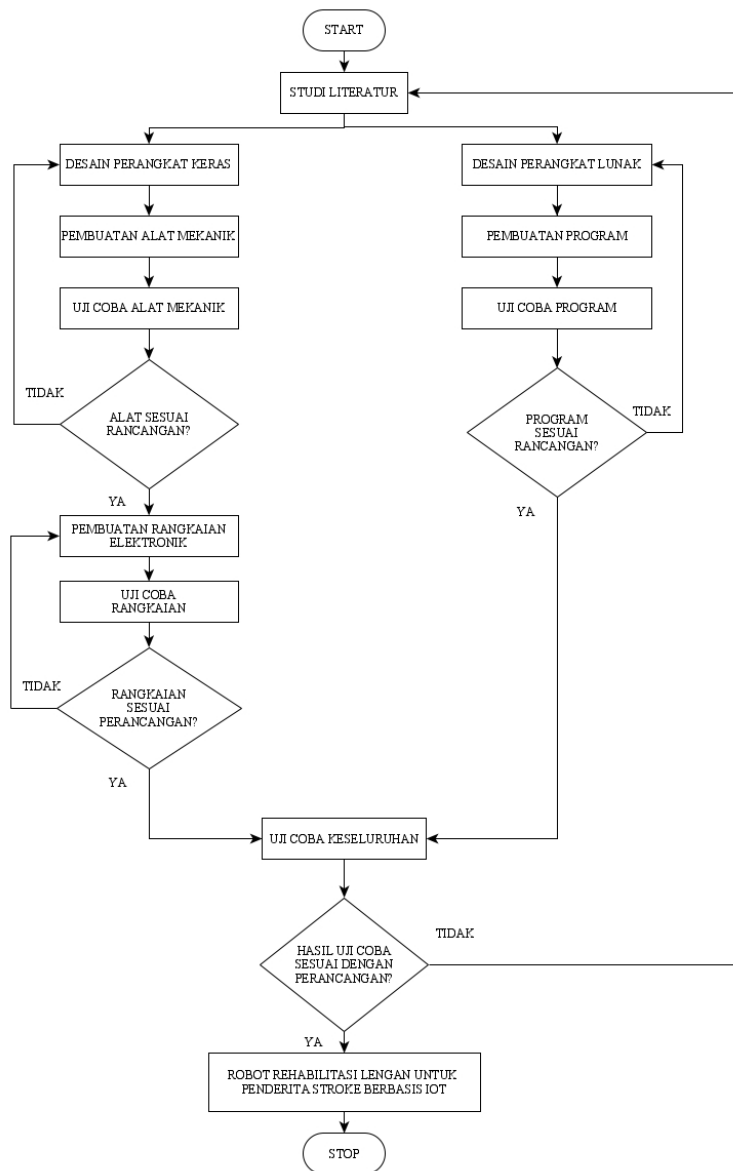 START
STUDI LITERATUR
DESAIN PERANGKAT KERAS
DESAIN PERANGKAT LUNAK
PEMBUATAN ALAT MEKANIK
PEMBUATAN PROGRAM
UJI COBA ALAT MEKANIK
UJI COBA PROGRAM
TIDAK
ALAT SESUAI
RANCANGAN?
TIDAK
PROGRAM
SESUAI
RANCANGAN?
YA
YA
PEMBUATAN RANGKAIAN
ELEKTRONIK
UJI COBA
RANGKAIAN
TIDAK
RANGKAIAN
SESUAI
PERANCANGAN?
YA
UJI COBA KESELURUHAN
TIDAK
HASIL UJI COBA
SESUAI DENGAN
PERANCANGAN?
YA
ROBOT REHABILITASI LENGAN UNTUK
PENDERITA STROKE BERBASIS IOT
STOP